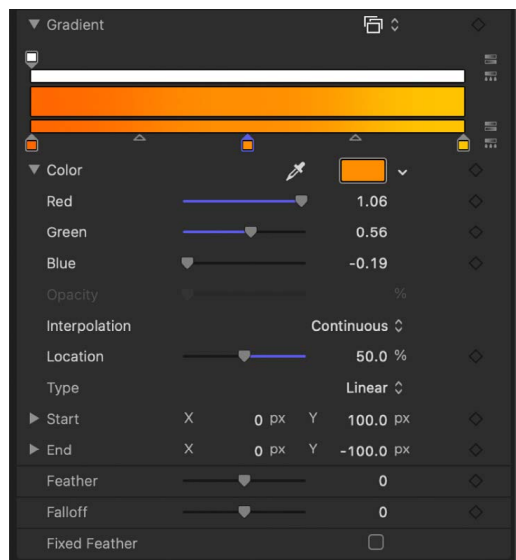 Gradient
Color
Red 1.06
Green 0.56
Blue -0.19
Opacity %
Interpolation Continuous
Location 50.0 %
Type Linear
Start X 0 px Y 100.0 px
End X 0 px Y -100.0 px
Feather 0
Falloff 0
Fixed Feather